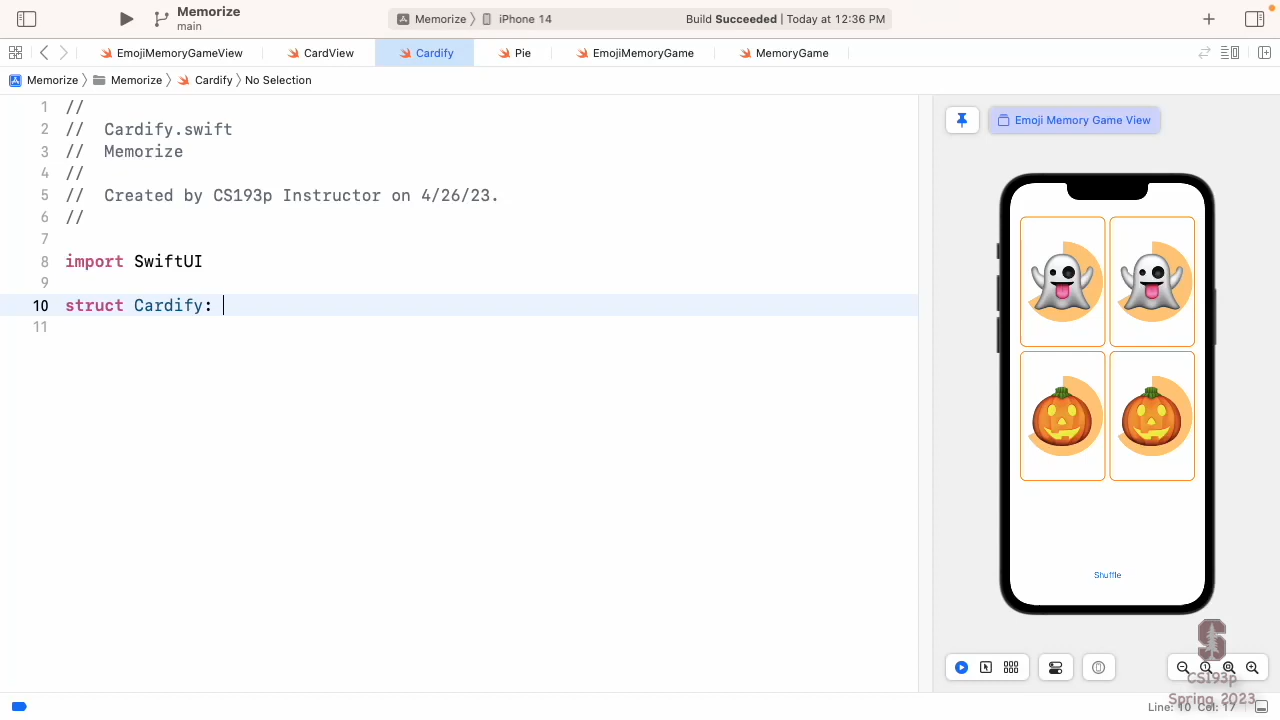 Memorize
main
Memorize 〉 iPhone 14
Build Succeeded | Today at 12:36 PM
EmojiMemoryGameView
CardView
Cardify
Pie
EmojiMemoryGame
MemoryGame
Memorize 〉 Memorize 〉 Cardify 〉 No Selection
1 //
2 //  Cardify.swift
3 //  Memorize
4 //
5 //  Created by CS193p Instructor on 4/26/23.
6 //
7
8 import SwiftUI
9
10 struct Cardify:
11
Emoji Memory Game View
Shuffle
CS193p
Spring 2023
Line: 10 Col: 17